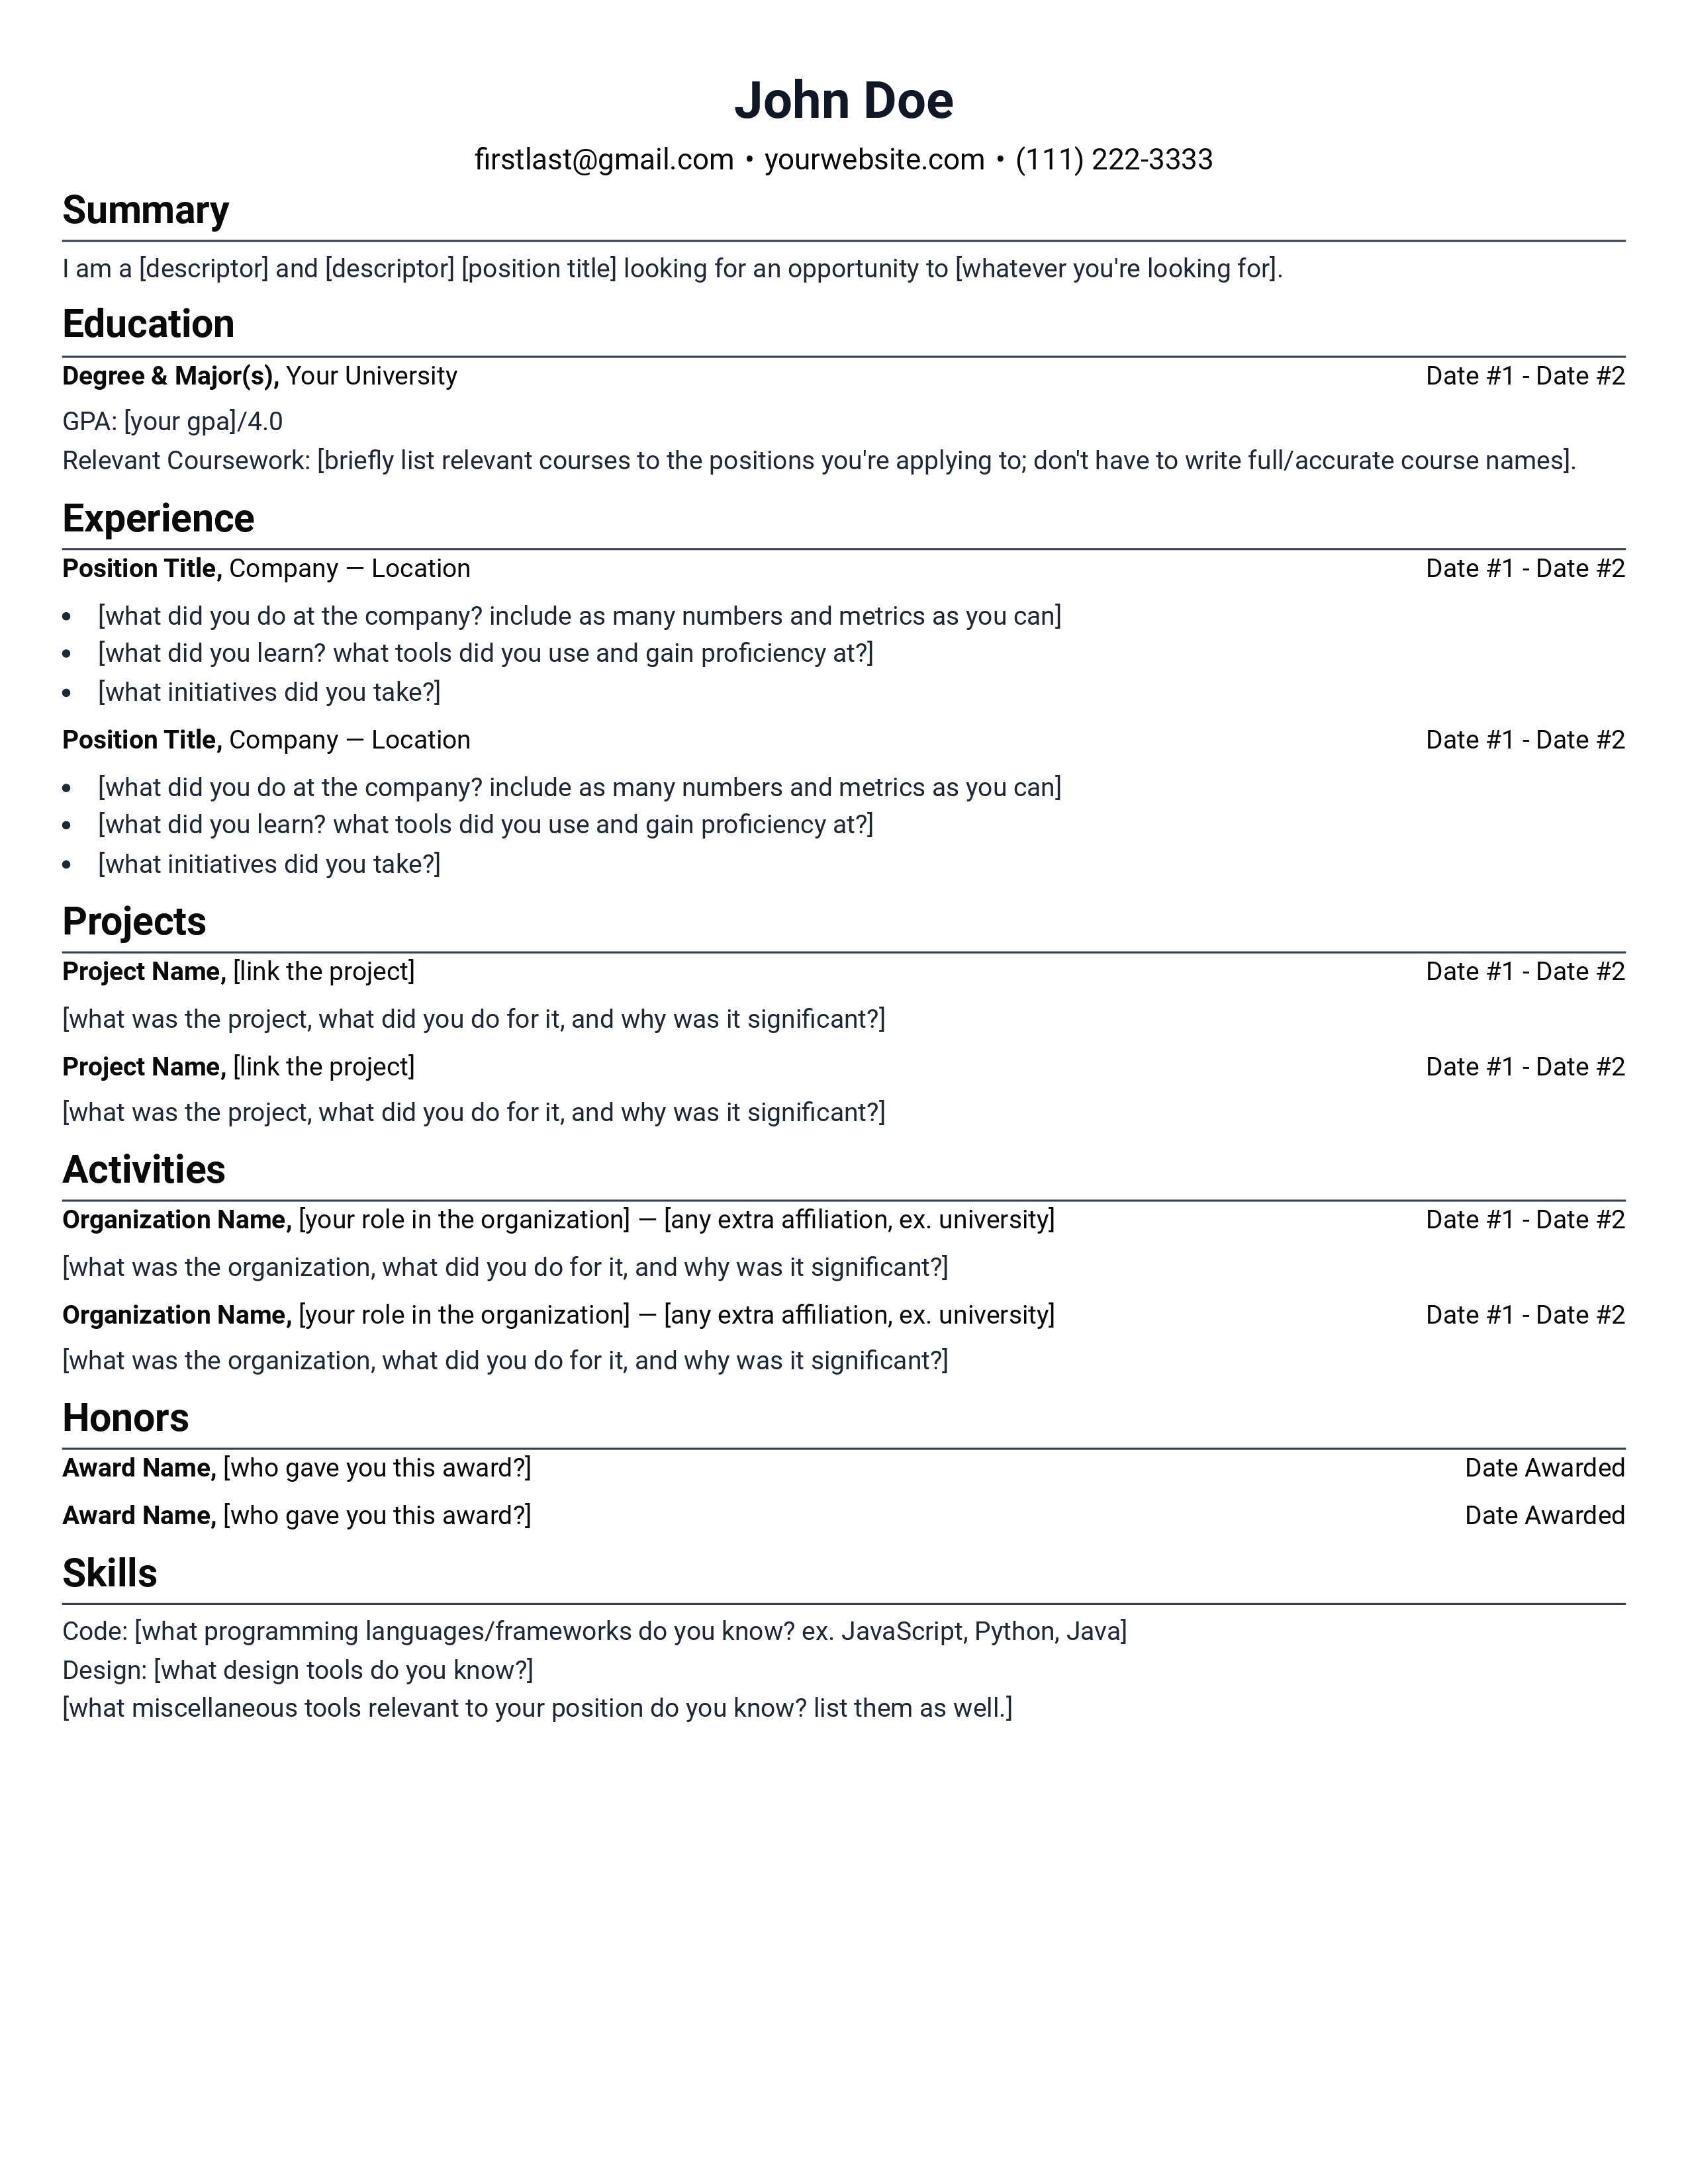 John Doe
firstlast@gmail.com • yourwebsite.com • (111) 222-3333
Summary
I am a [descriptor] and [descriptor] [position title] looking for an opportunity to [whatever you're looking for].
Education
Degree & Major(s), Your University Date #1 - Date #2
GPA: [your gpa]/4.0
Relevant Coursework: [briefly list relevant courses to the positions you're applying to; don't have to write full/accurate course names].
Experience
Position Title, Company — Location Date #1 - Date #2
• [what did you do at the company? include as many numbers and metrics as you can]
• [what did you learn? what tools did you use and gain proficiency at?]
• [what initiatives did you take?]
Position Title, Company — Location Date #1 - Date #2
• [what did you do at the company? include as many numbers and metrics as you can]
• [what did you learn? what tools did you use and gain proficiency at?]
• [what initiatives did you take?]
Projects
Project Name, [link the project] Date #1 - Date #2
[what was the project, what did you do for it, and why was it significant?]
Project Name, [link the project] Date #1 - Date #2
[what was the project, what did you do for it, and why was it significant?]
Activities
Organization Name, [your role in the organization] — [any extra affiliation, ex. university] Date #1 - Date #2
[what was the organization, what did you do for it, and why was it significant?]
Organization Name, [your role in the organization] — [any extra affiliation, ex. university] Date #1 - Date #2
[what was the organization, what did you do for it, and why was it significant?]
Honors
Award Name, [who gave you this award?] Date Awarded
Award Name, [who gave you this award?] Date Awarded
Skills
Code: [what programming languages/frameworks do you know? ex. JavaScript, Python, Java]
Design: [what design tools do you know?]
[what miscellaneous tools relevant to your position do you know? list them as well.]